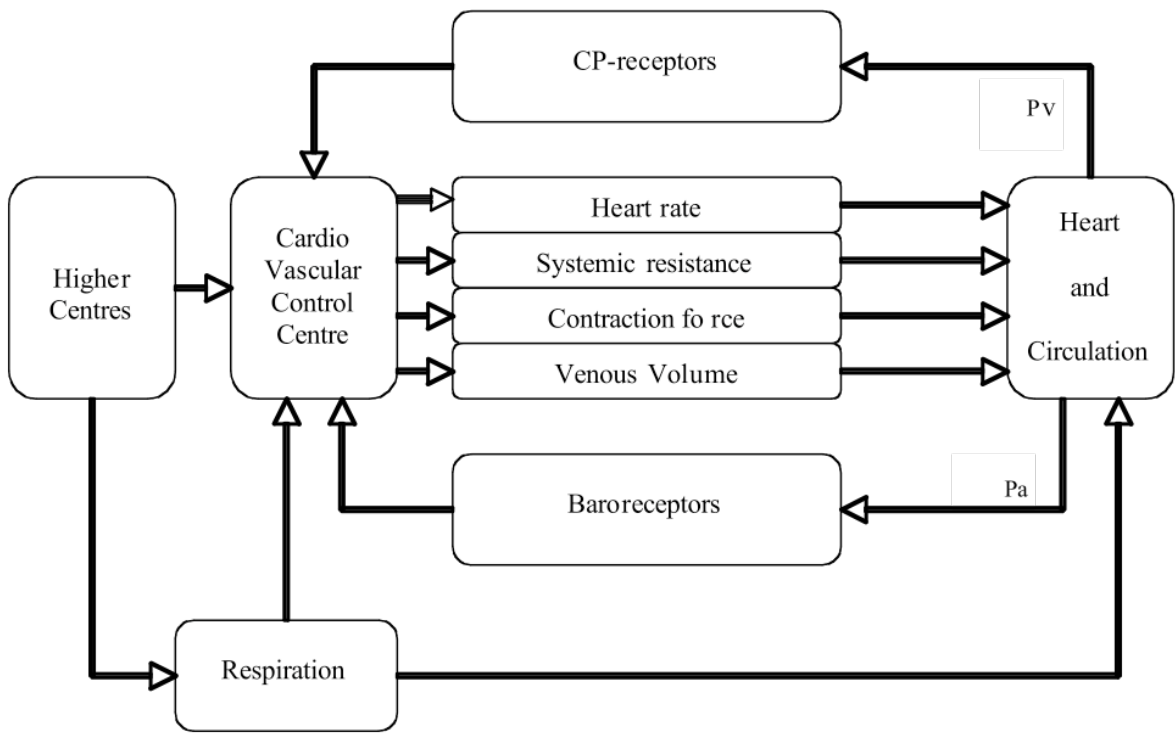 CP-receptors
Pv
Higher
Centres
Cardio
Vascular
Control
Centre
Heart rate
Systemic resistance
Contraction fo rce
Venous Volume
Heart
and
Circulation
Baroreceptors
Pa
Respiration